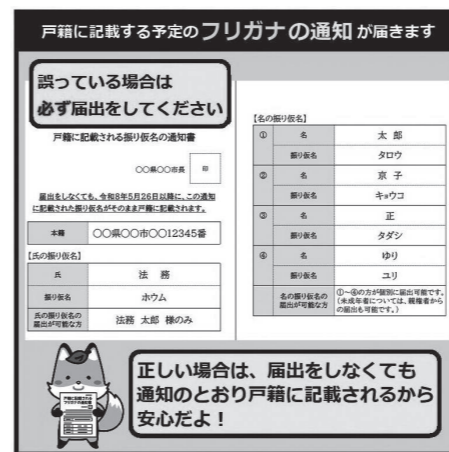 戸籍に記載する予定のフリガナの通知が届きます
誤っている場合は
必ず届出をしてください
戸籍に記載される振り仮名の通知書
〇〇県〇〇市長 印
届出をしなくても、令和8年5月26日以降に、この通知
に記載された振り仮名がそのまま戸籍に記載されます。
本籍 〇〇県〇〇市〇〇12345番
【氏の振り仮名】
氏 法 務
振り仮名 ホウム
氏の振り仮名の
届出が可能な方 法務 太郎 様のみ
【名の振り仮名】
① 名 太 郎
振り仮名 タロウ
② 名 京 子
振り仮名 キョウコ
③ 名 正
振り仮名 タダシ
④ 名 ゆり
振り仮名 ユリ
名の振り仮名の
届出が可能な方
①～④の方が個別に届出可能です。
(未成年者については、親権者から
の届出も可能です。)
正しい場合は、届出をしなくても
通知のとおり戸籍に記載されるから
安心だよ！